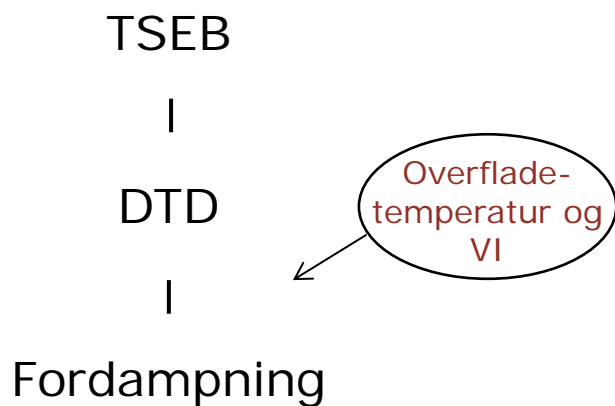 TSEB
DTD
Overflade-
temperatur og
VI
Fordampning